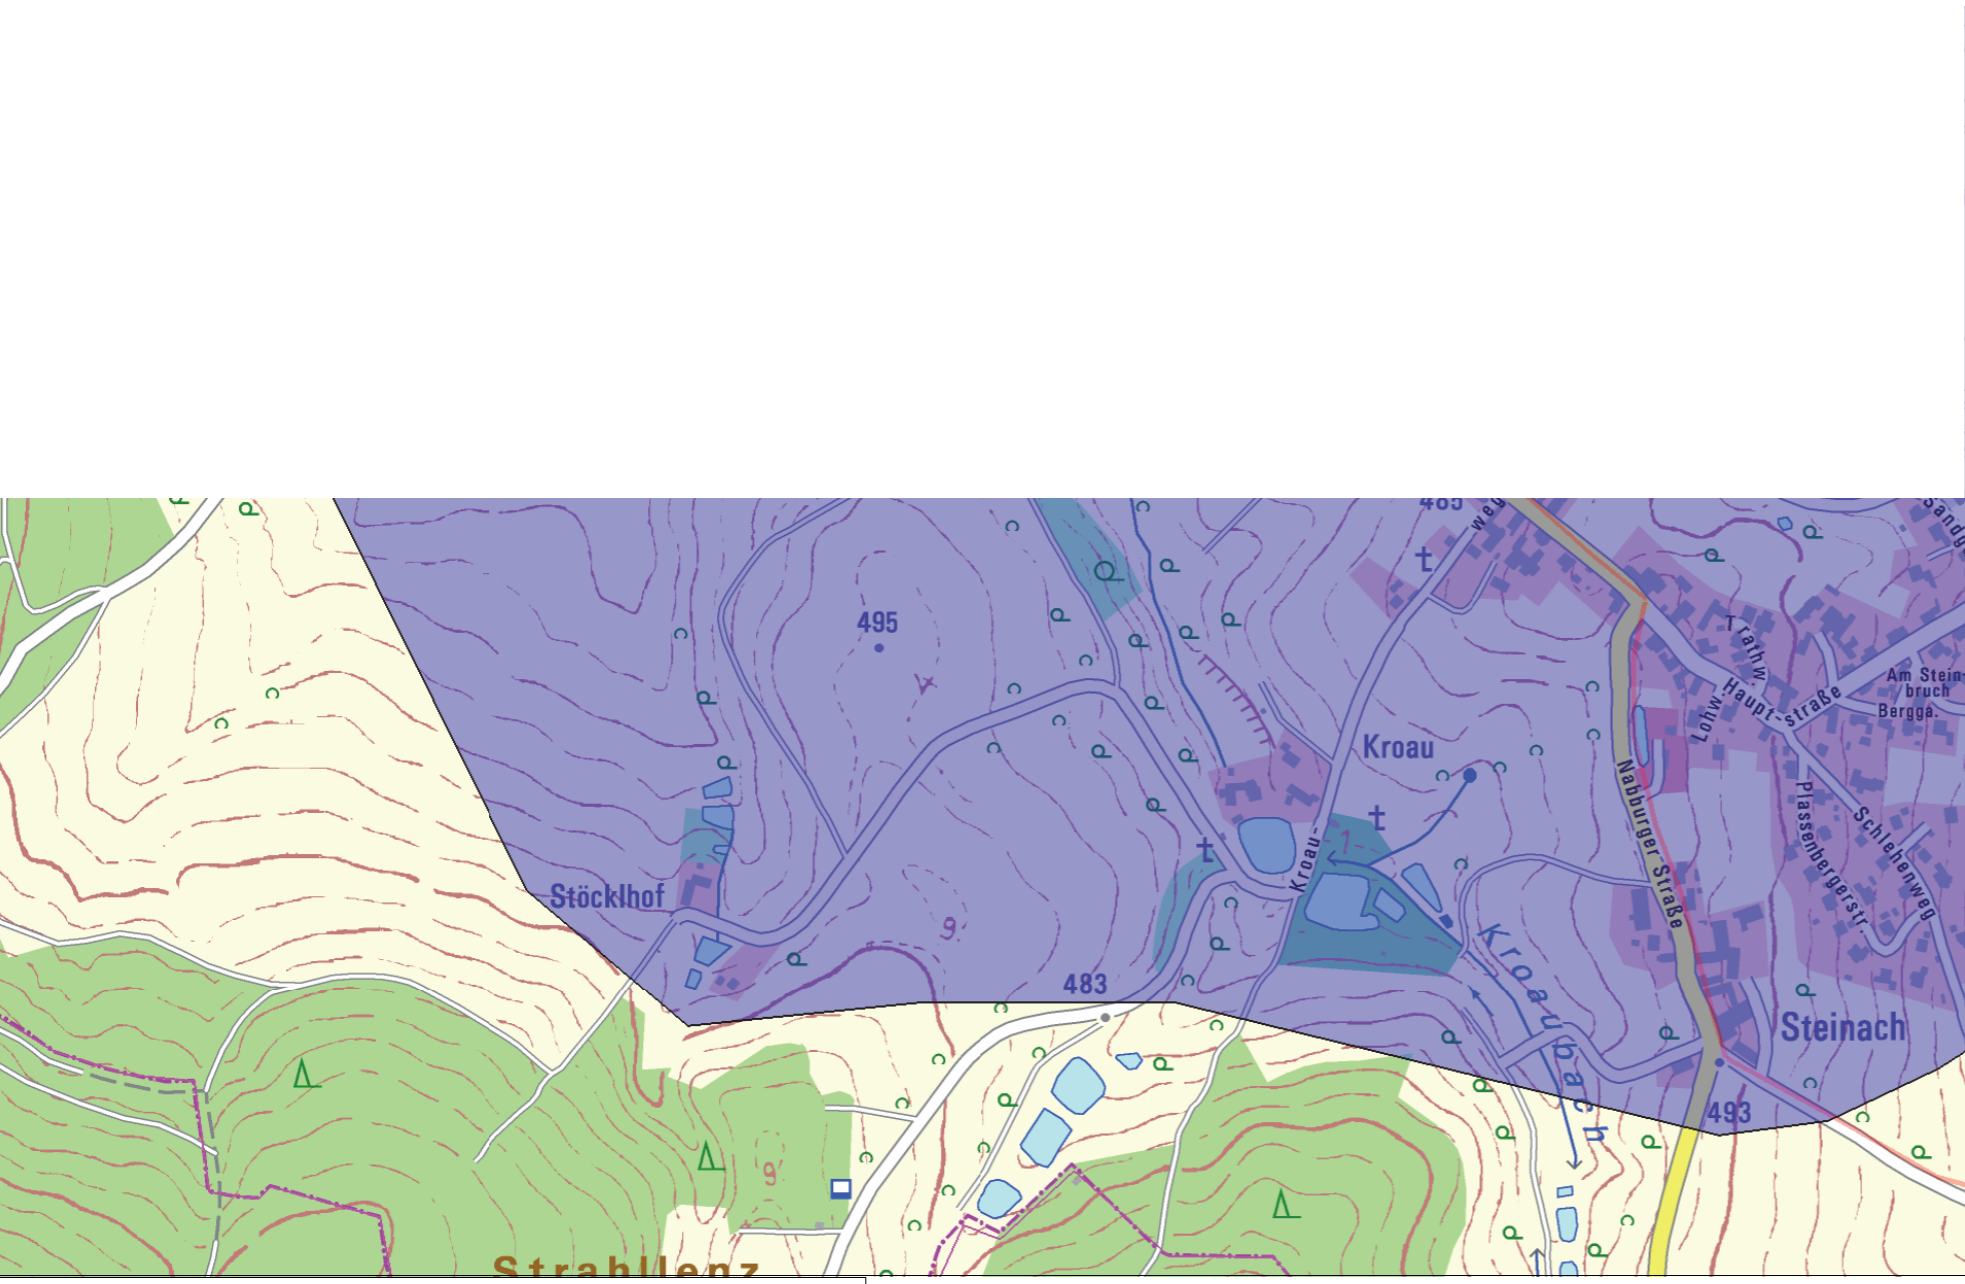 485
weg
Sandg
495
Trathw.
Am Stein-
bruch
Haupt-straße
Lohw.
Bergga.
Kroau
Nabburger Straße
Plassenbergerstr.
Schlehenweg
Kroau-
Stöcklhof
Kroaubach
483
Steinach
493
Strahllenz